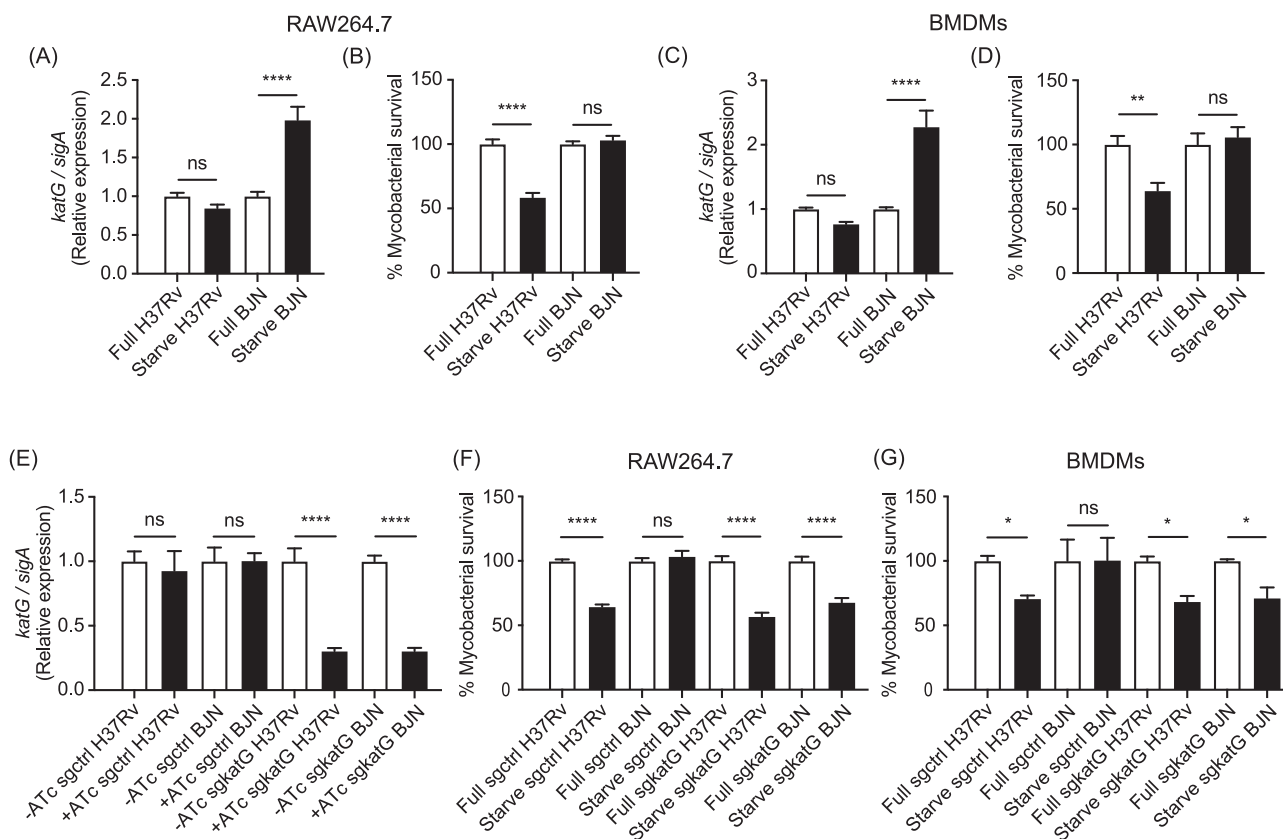 RAW264.7
BMDMs
(A)
katG / sigA
(Relative expression)
2.5
2.0
1.5
1.0
0.5
0.0
ns
****
Full H37Rv
Starve H37Rv
Full BJN
Starve BJN
(B)
% Mycobacterial survival
150
100
50
0
****
ns
Full H37Rv
Starve H37Rv
Full BJN
Starve BJN
(C)
katG / sigA
(Relative expression)
3
2
1
0
ns
****
Full H37Rv
Starve H37Rv
Full BJN
Starve BJN
(D)
% Mycobacterial survival
150
100
50
0
**
ns
Full H37Rv
Starve H37Rv
Full BJN
Starve BJN
(E)
katG / sigA
(Relative expression)
1.5
1.0
0.5
0.0
ns
ns
****
****
-ATc sgctrl H37Rv
+ATc sgctrl H37Rv
-ATc sgctrl BJN
+ATc sgctrl BJN
-ATc sgkatG H37Rv
+ATc sgkatG H37Rv
-ATc sgkatG BJN
+ATc sgkatG BJN
(F)
RAW264.7
% Mycobacterial survival
150
100
50
0
****
ns
****
****
Full sgctrl H37Rv
Starve sgctrl H37Rv
Full sgctrl BJN
Starve sgctrl BJN
Full sgkatG H37Rv
Starve sgkatG H37Rv
Full sgkatG BJN
Starve sgkatG BJN
(G)
BMDMs
% Mycobacterial survival
150
100
50
0
*
ns
*
*
Full sgctrl H37Rv
Starve sgctrl H37Rv
Full sgctrl BJN
Starve sgctrl BJN
Full sgkatG H37Rv
Starve sgkatG H37Rv
Full sgkatG BJN
Starve sgkatG BJN